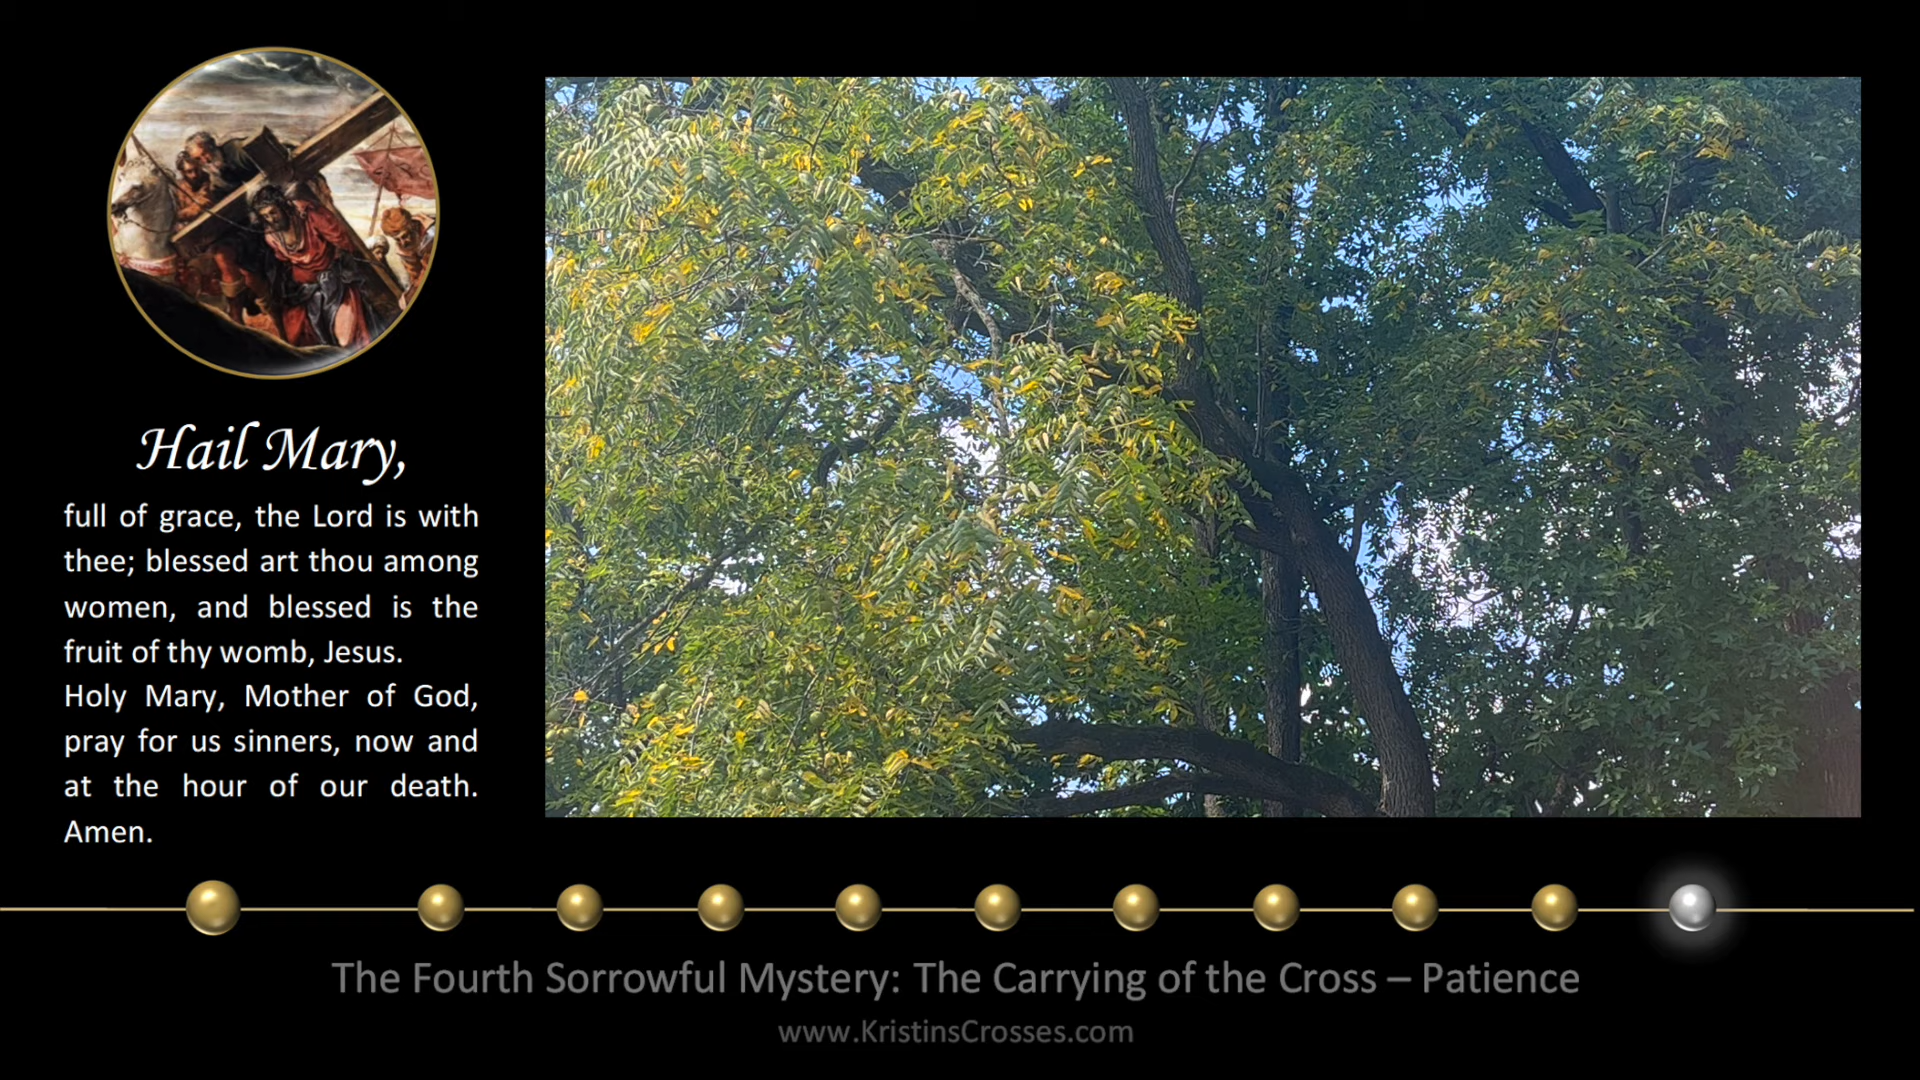 Hail Mary,
full of grace, the Lord is with
thee; blessed art thou among
women, and blessed is the
fruit of thy womb, Jesus.
Holy Mary, Mother of God,
pray for us sinners, now and
at the hour of our death.
Amen.
The Fourth Sorrowful Mystery: The Carrying of the Cross – Patience
www.KristinsCrosses.com